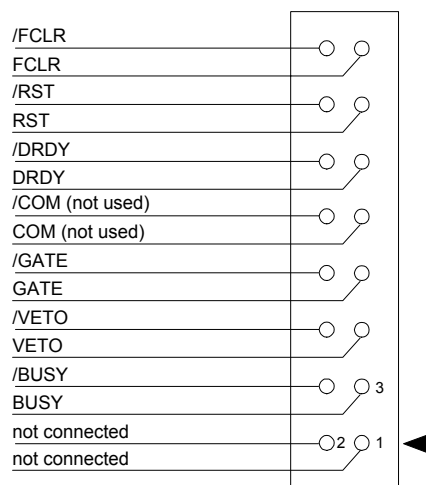 /FCLR
FCLR
/RST
RST
/DRDY
DRDY
/COM (not used)
COM (not used)
/GATE
GATE
/VETO
VETO
/BUSY
3
BUSY
not connected
2 1
not connected